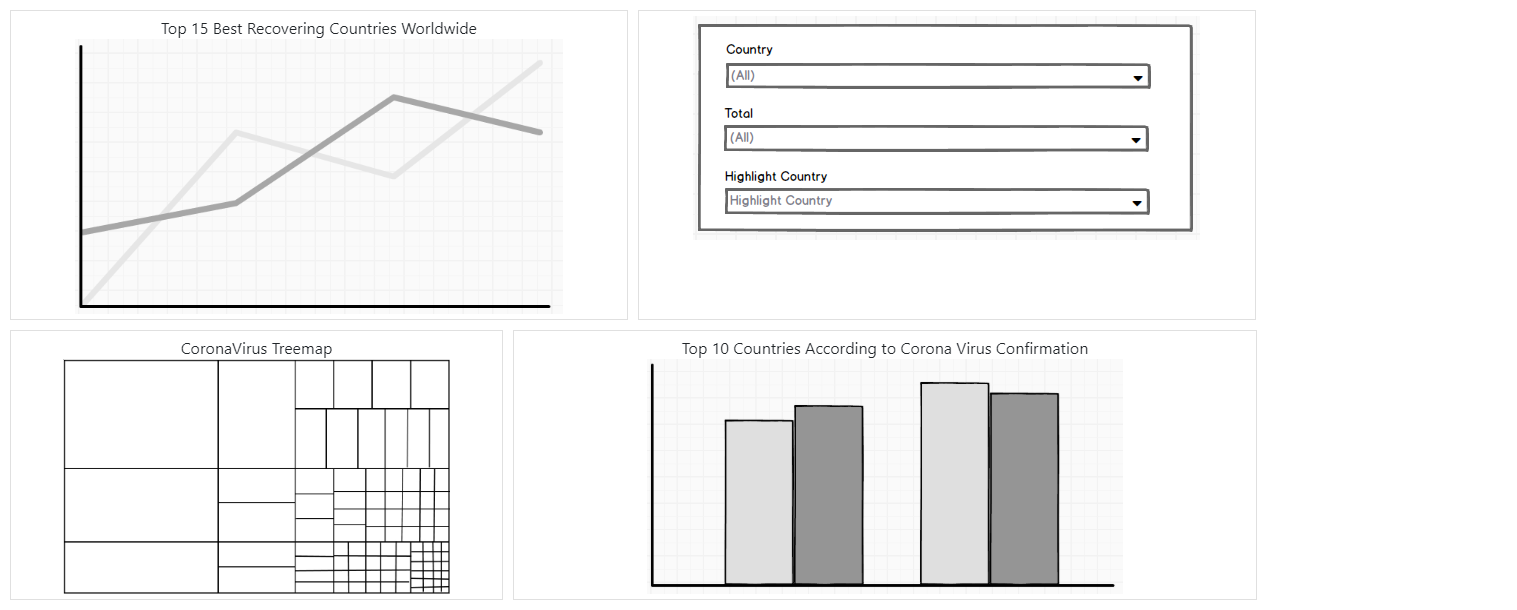 Top 15 Best Recovering Countries Worldwide
Country
(All)
Total
(All)
Highlight Country
Highlight Country
CoronaVirus Treemap
Top 10 Countries According to Corona Virus Confirmation